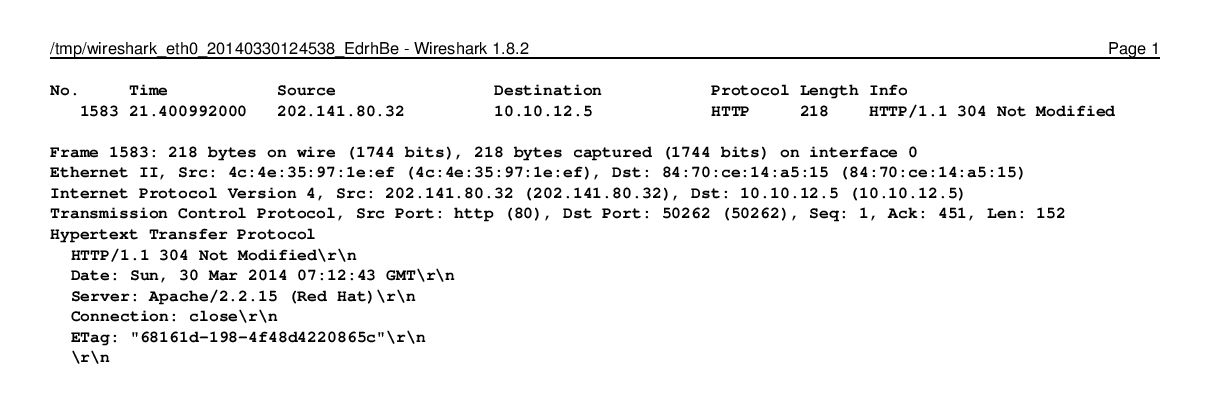 /tmp/wireshark_eth0_20140330124538_EdrhBe - Wireshark 1.8.2 Page 1
No. Time Source Destination Protocol Length Info
1583 21.400992000 202.141.80.32 10.10.12.5 HTTP 218 HTTP/1.1 304 Not Modified
Frame 1583: 218 bytes on wire (1744 bits), 218 bytes captured (1744 bits) on interface 0
Ethernet II, Src: 4c:4e:35:97:1e:ef (4c:4e:35:97:1e:ef), Dst: 84:70:ce:14:a5:15 (84:70:ce:14:a5:15)
Internet Protocol Version 4, Src: 202.141.80.32 (202.141.80.32), Dst: 10.10.12.5 (10.10.12.5)
Transmission Control Protocol, Src Port: http (80), Dst Port: 50262 (50262), Seq: 1, Ack: 451, Len: 152
Hypertext Transfer Protocol
HTTP/1.1 304 Not Modified\r\n
Date: Sun, 30 Mar 2014 07:12:43 GMT\r\n
Server: Apache/2.2.15 (Red Hat)\r\n
Connection: close\r\n
ETag: "68161d-198-4f48d4220865c"\r\n
\r\n